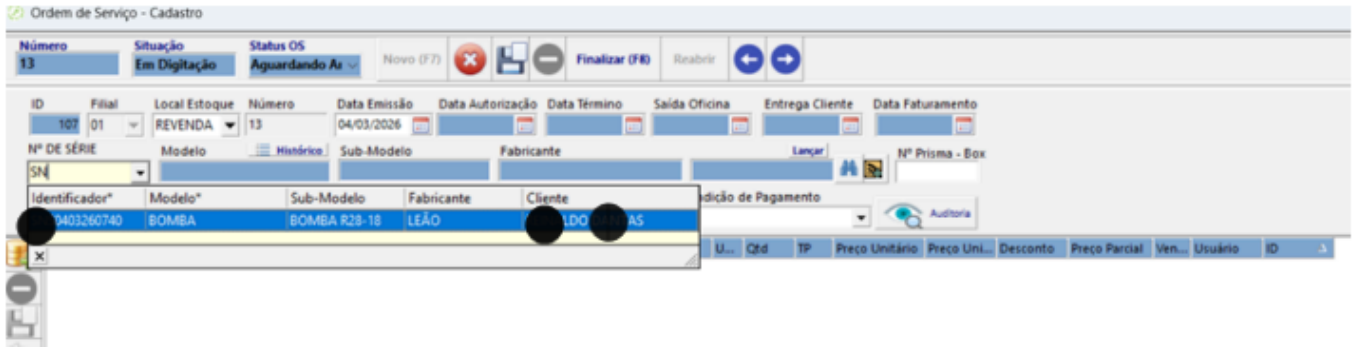 Ordem de Serviço - Cadastro
Número Situação Status OS
13 Em Digitação Aguardando Ar Novo (F7) Finalizar (F8) Reabrir
ID Filial Local Estoque Número Data Emissão Data Autorização Data Término Saída Oficina Entrega Cliente Data Faturamento
107 01 REVENDA 13 04/03/2026
Nº DE SÉRIE Modelo Histórico Sub-Modelo Fabricante Lançar Nº Prisma - Box
SN
Identificador* Modelo* Sub-Modelo Fabricante Cliente dição de Pagamento
0403260740 BOMBA BOMBA R28-18 LEÃO LDO AS Auditoria
U... Qtd TP Preço Unitário Preço Uni... Desconto Preço Parcial Ven... Usuário ID